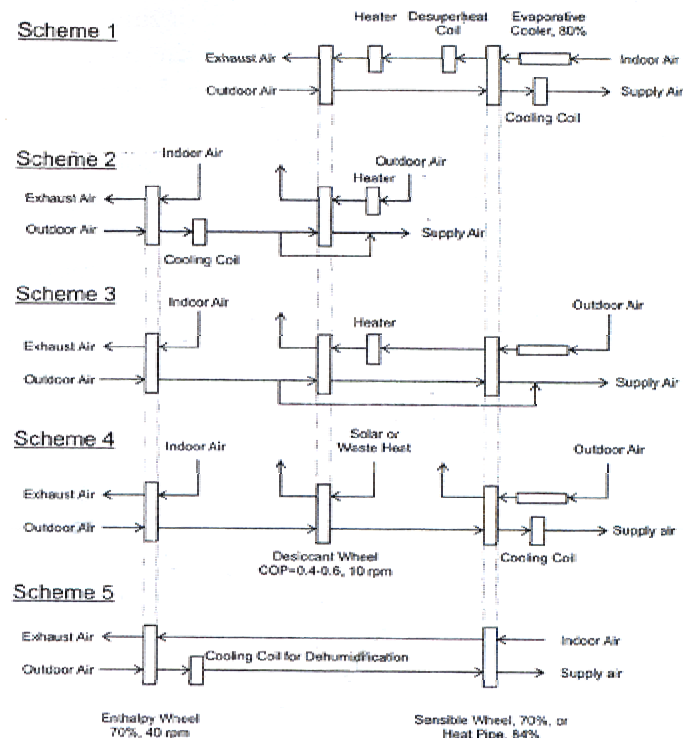 Scheme 1
Heater
Desuperheat
Coil
Evaporative
Cooler, 80%
Exhaust Air
Indoor Air
Outdoor Air
Supply Air
Cooling Coil
Scheme 2
Indoor Air
Outdoor Air
Heater
Exhaust Air
Outdoor Air
Supply Air
Cooling Coil
Scheme 3
Indoor Air
Outdoor Air
Heater
Exhaust Air
Outdoor Air
Supply Air
Scheme 4
Indoor Air
Solar or
Waste Heat
Outdoor Air
Exhaust Air
Outdoor Air
Supply air
Desiccant Wheel
COP=0.4-0.6, 10 rpm
Cooling Coil
Scheme 5
Exhaust Air
Indoor Air
Cooling Coil for Dehumidification
Outdoor Air
Supply air
Enthalpy Wheel
70%, 40 rpm
Sensible Wheel, 70%, or
Heat Pipe, 64%